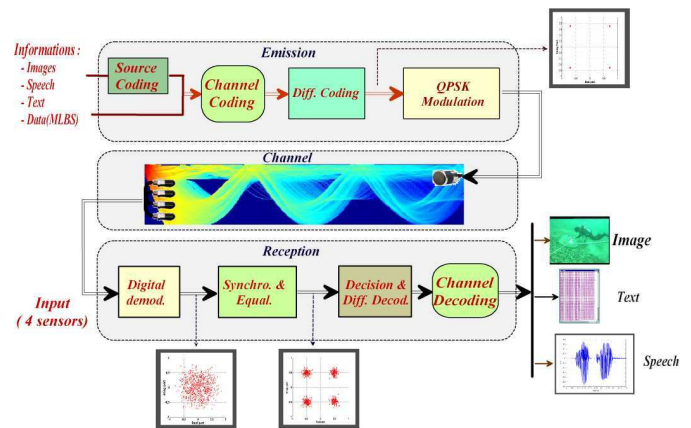 Informations :
- Images
- Speech
- Text
- Data(MLBS)
Emission
Source
Coding
Channel
Coding
Diff. Coding
QPSK
Modulation
Channel
Reception
Input
( 4 sensors)
Digital
demod.
Synchro. &
Equal.
Decision &
Diff. Decod.
Channel
Decoding
Image
Text
Speech